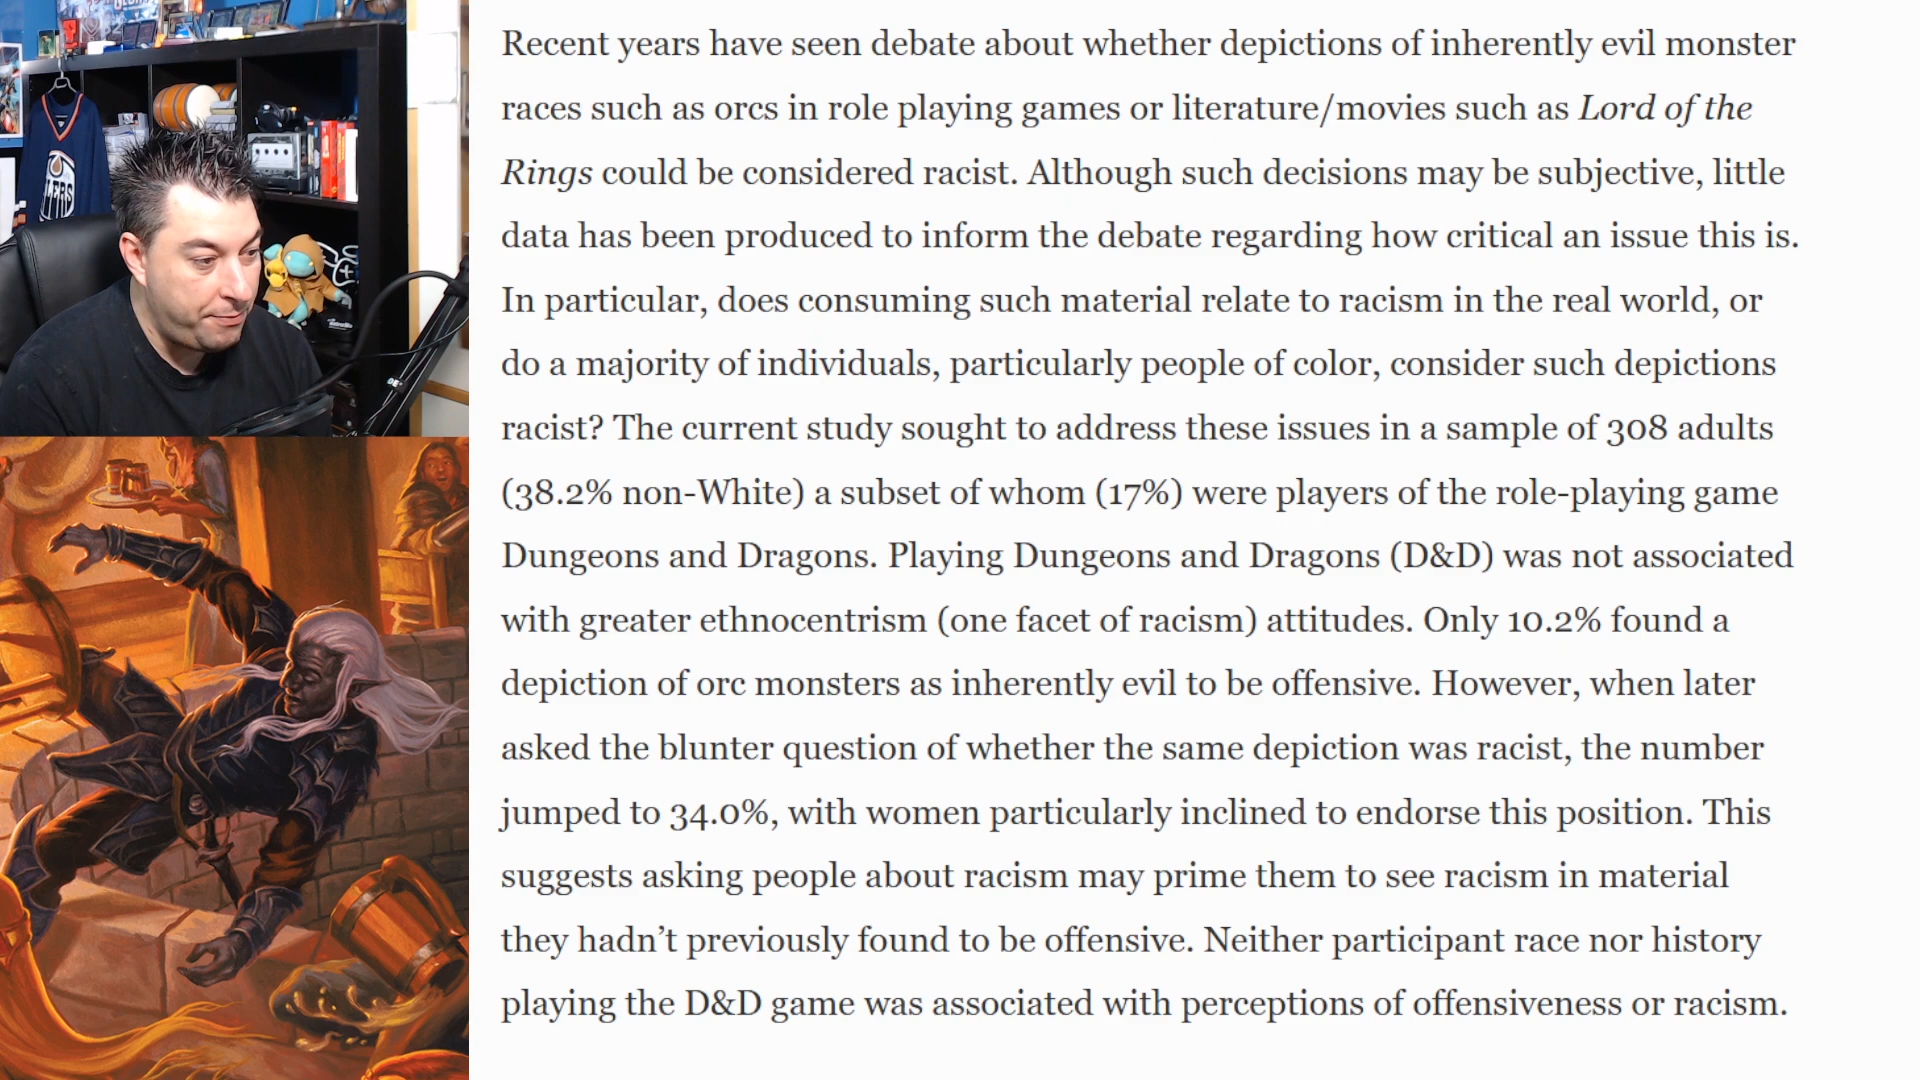 Recent years have seen debate about whether depictions of inherently evil monster
races such as orcs in role playing games or literature/movies such as Lord of the
Rings could be considered racist. Although such decisions may be subjective, little
data has been produced to inform the debate regarding how critical an issue this is.
In particular, does consuming such material relate to racism in the real world, or
do a majority of individuals, particularly people of color, consider such depictions
racist? The current study sought to address these issues in a sample of 308 adults
(38.2% non-White) a subset of whom (17%) were players of the role-playing game
Dungeons and Dragons. Playing Dungeons and Dragons (D&D) was not associated
with greater ethnocentrism (one facet of racism) attitudes. Only 10.2% found a
depiction of orc monsters as inherently evil to be offensive. However, when later
asked the blunter question of whether the same depiction was racist, the number
jumped to 34.0%, with women particularly inclined to endorse this position. This
suggests asking people about racism may prime them to see racism in material
they hadn’t previously found to be offensive. Neither participant race nor history
playing the D&D game was associated with perceptions of offensiveness or racism.